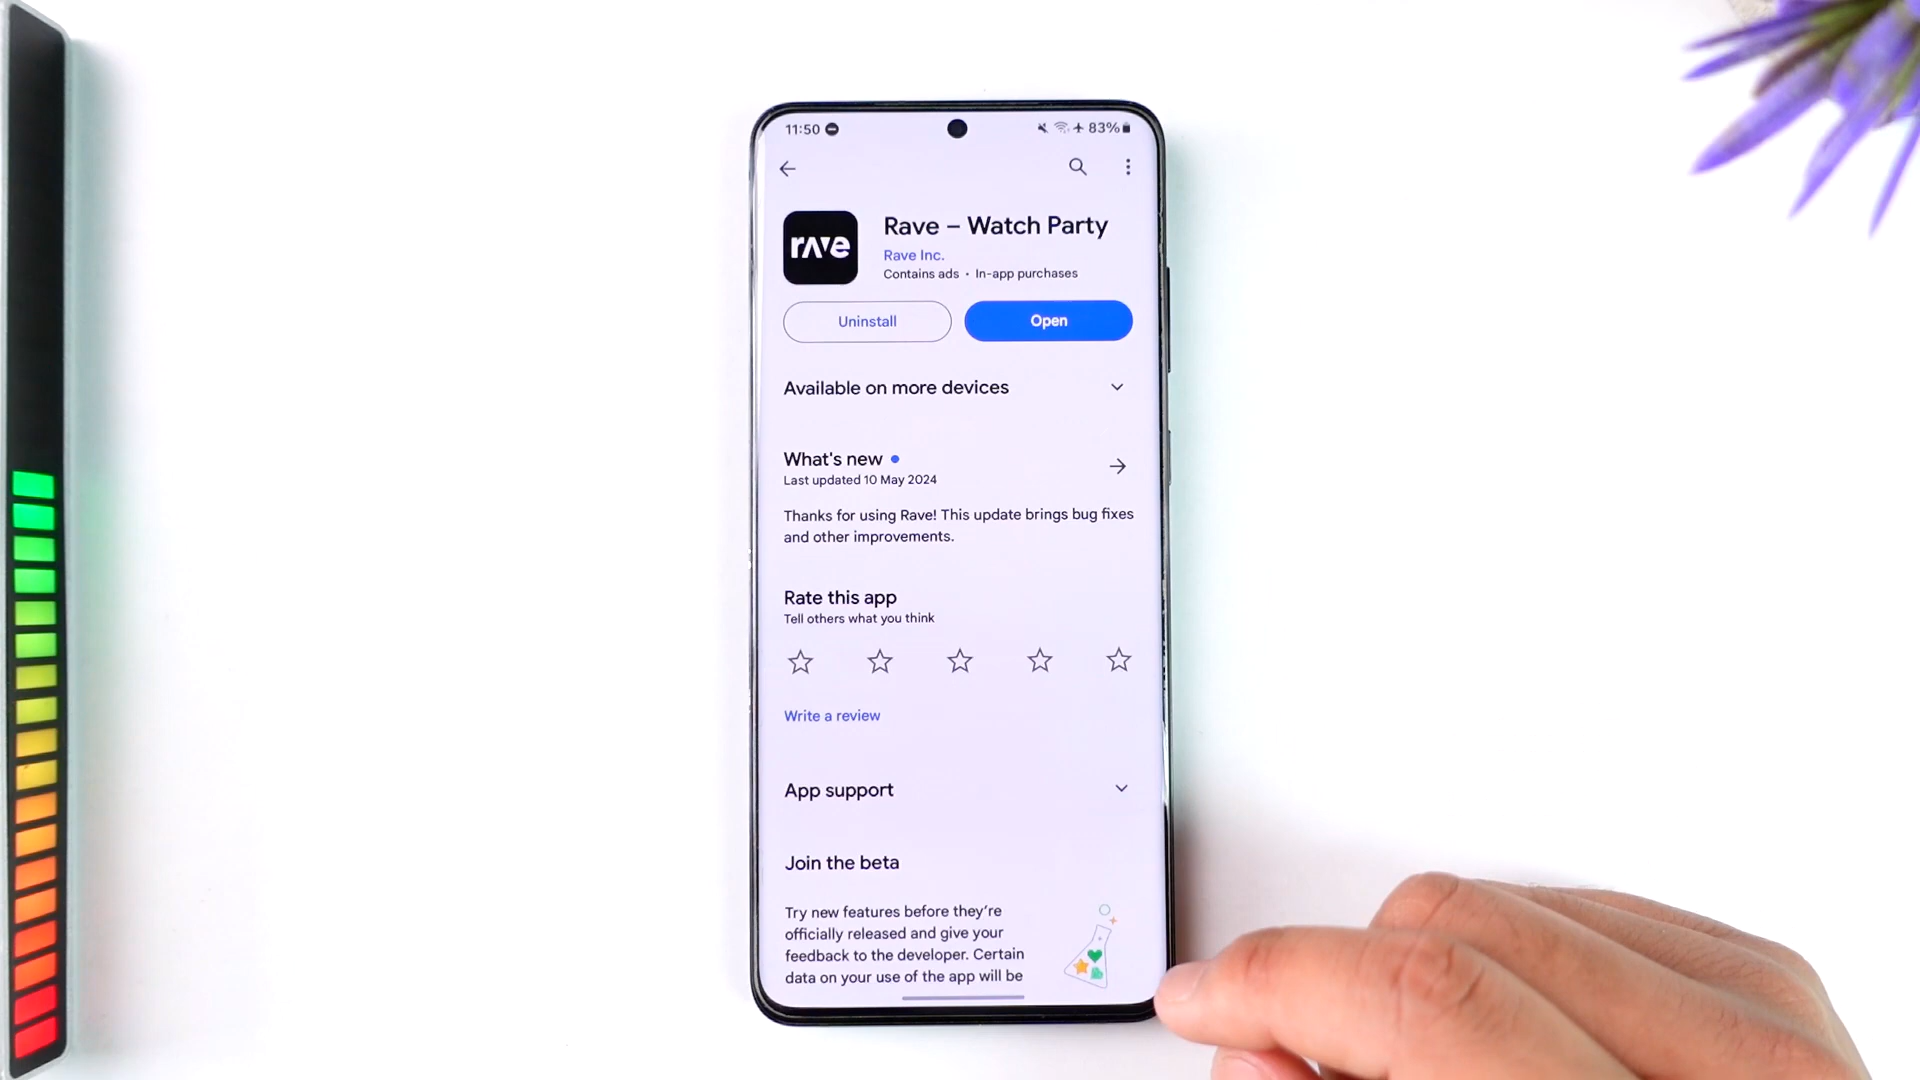 11:50
83%
rave
Rave – Watch Party
Rave Inc.
Contains ads • In-app purchases
Uninstall
Open
Available on more devices
What's new
Last updated 10 May 2024
Thanks for using Rave! This update brings bug fixes
and other improvements.
Rate this app
Tell others what you think
Write a review
App support
Join the beta
Try new features before they’re
officially released and give your
feedback to the developer. Certain
data on your use of the app will be